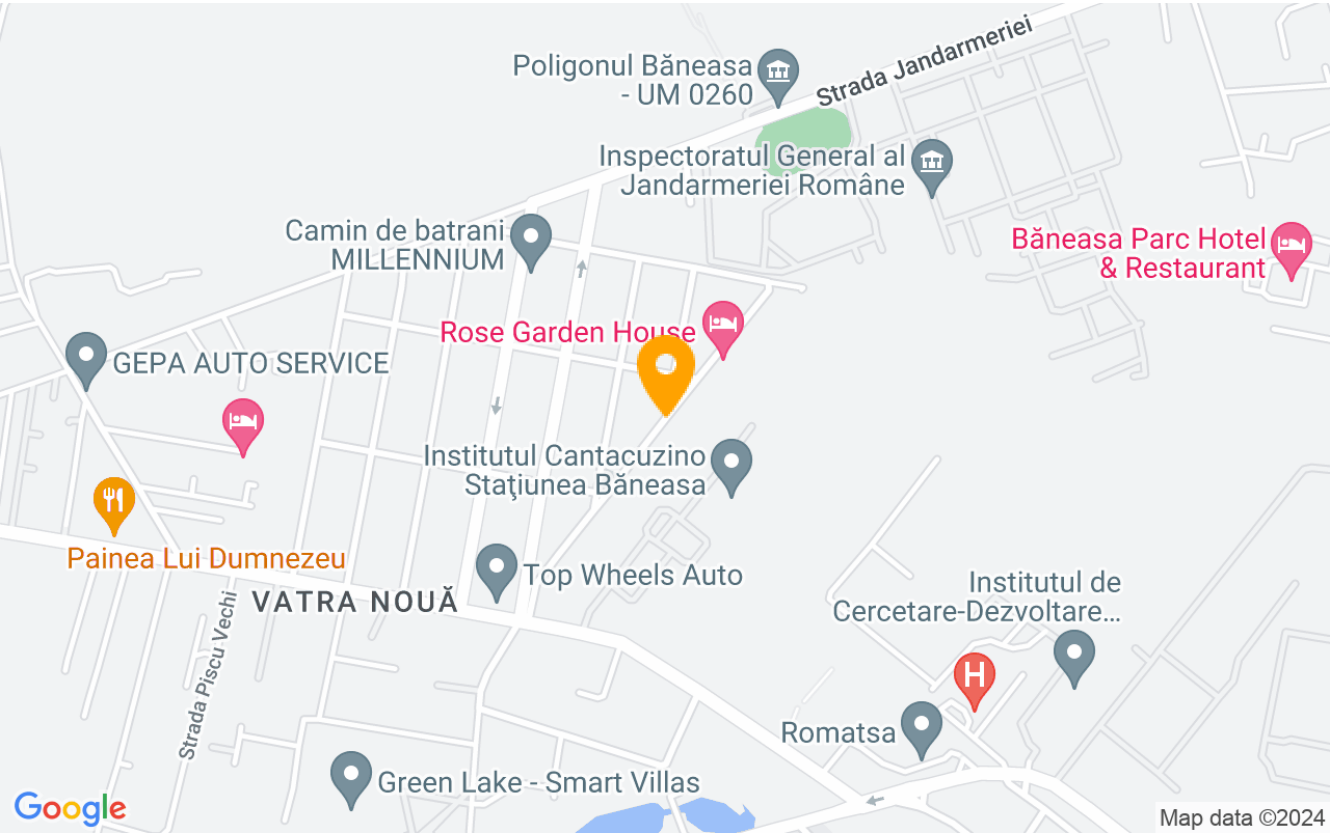 Poligonul Băneasa
- UM 0260
Strada Jandarmeriei
Inspectoratul General al
Jandarmeriei Române
Camin de batrani
MILLENNIUM
Băneasa Parc Hotel
& Restaurant
Rose Garden House
GEPA AUTO SERVICE
Institutul Cantacuzino
Staţiunea Băneasa
Painea Lui Dumnezeu
Top Wheels Auto
VATRA NOUĂ
Institutul de
Cercetare-Dezvoltare...
H
Strada Piscu Vechi
Romatsa
Green Lake - Smart Villas
Google
Map data ©2024